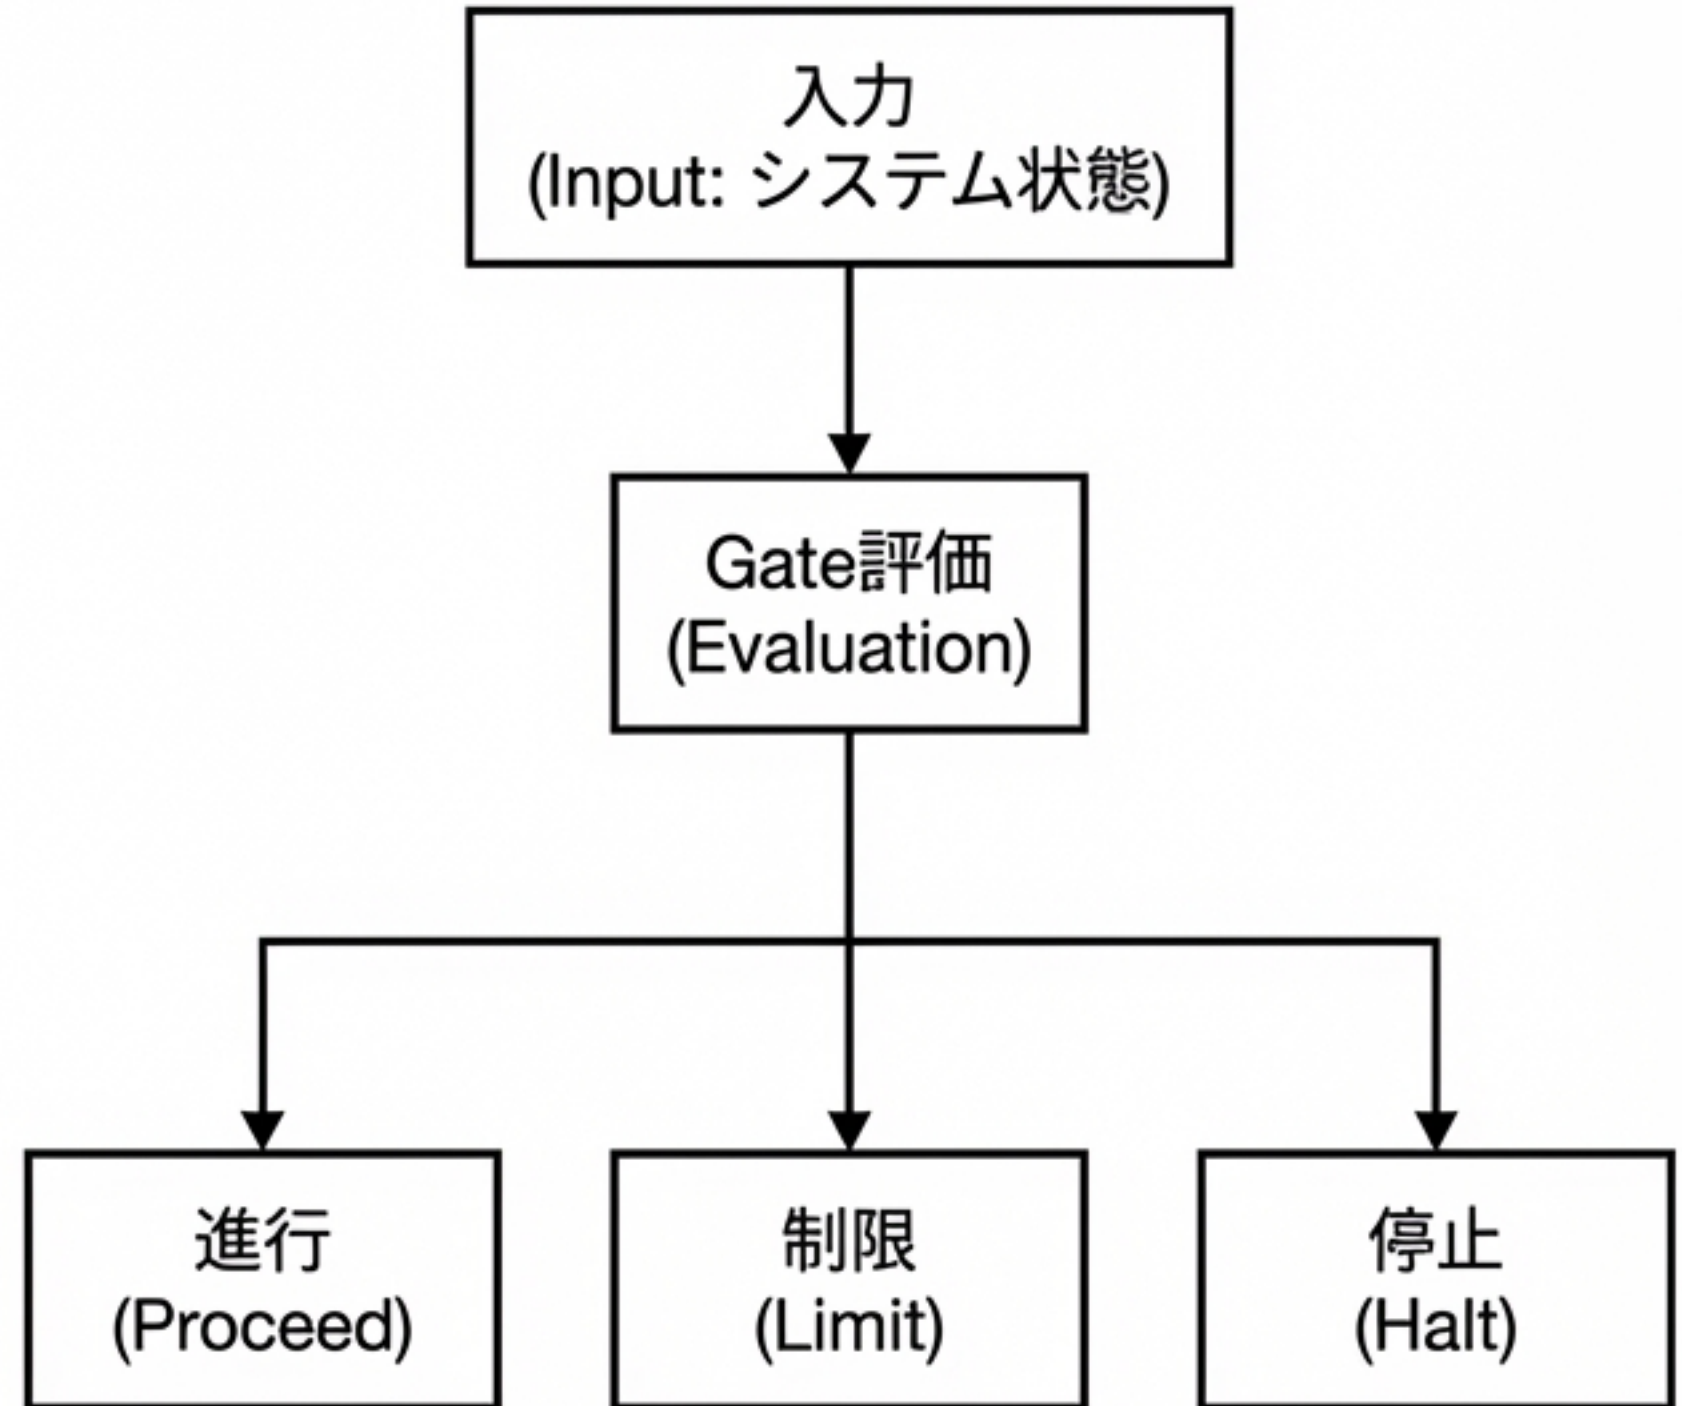 入力
(Input: システム状態)
Gate評価
(Evaluation)
進行
(Proceed)
制限
(Limit)
停止
(Halt)